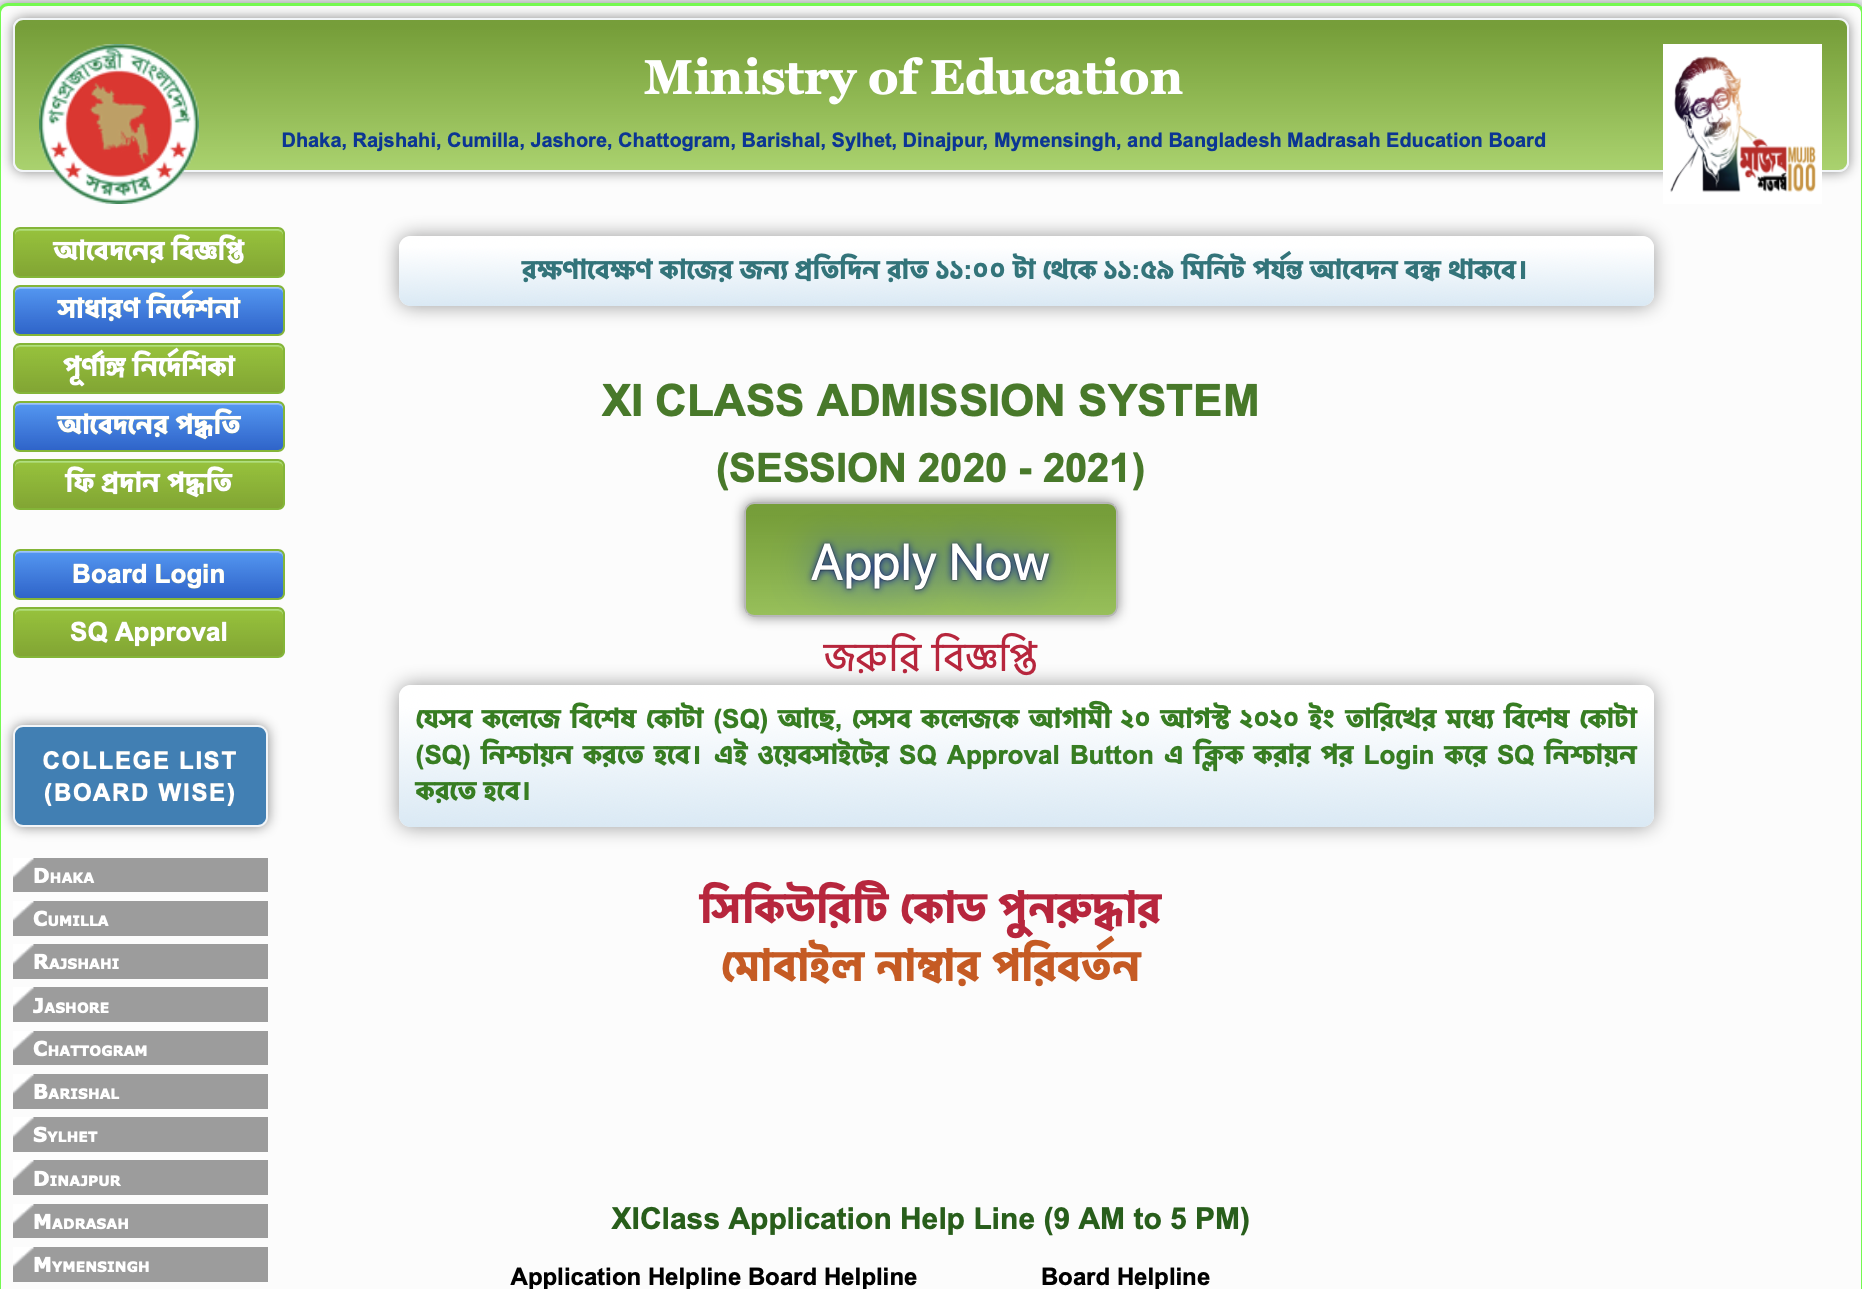 Ministry of Education
Dhaka, Rajshahi, Cumilla, Jashore, Chattogram, Barishal, Sylhet, Dinajpur, Mymensingh, and Bangladesh Madrasah Education Board
গণপ্রজাতন্ত্রী বাংলাদেশ
সরকার
মুজিব
শতবর্ষ
MUJIB
100
আবেদনের বিজ্ঞপ্তি
সাধারণ নির্দেশনা
পূর্ণাঙ্গ নির্দেশিকা
আবেদনের পদ্ধতি
ফি প্রদান পদ্ধতি
Board Login
SQ Approval
COLLEGE LIST
(BOARD WISE)
DHAKA
CUMILLA
RAJSHAHI
JASHORE
CHATTOGRAM
BARISHAL
SYLHET
DINAJPUR
MADRASAH
MYMENSINGH
রক্ষণাবেক্ষণ কাজের জন্য প্রতিদিন রাত ১১:০০ টা থেকে ১১:৫৯ মিনিট পর্যন্ত আবেদন বন্ধ থাকবে।
XI CLASS ADMISSION SYSTEM
(SESSION 2020 - 2021)
Apply Now
জরুরি বিজ্ঞপ্তি
যেসব কলেজে বিশেষ কোটা (SQ) আছে, সেসব কলেজকে আগামী ২০ আগস্ট ২০২০ ইং তারিখের মধ্যে বিশেষ কোটা
(SQ) নিশ্চায়ন করতে হবে। এই ওয়েবসাইটের SQ Approval Button এ ক্লিক করার পর Login করে SQ নিশ্চায়ন
করতে হবে।
সিকিউরিটি কোড পুনরুদ্ধার
মোবাইল নাম্বার পরিবর্তন
XIClass Application Help Line (9 AM to 5 PM)
Application Helpline Board Helpline
Board Helpline